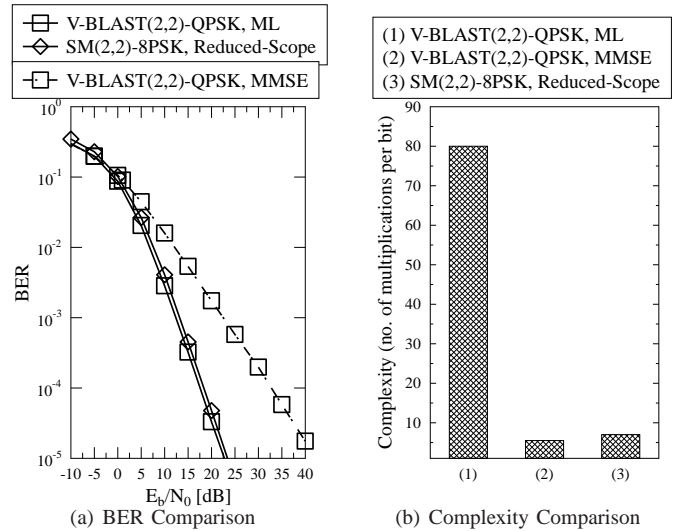 V-BLAST(2,2)-QPSK, ML
SM(2,2)-8PSK, Reduced-Scope
V-BLAST(2,2)-QPSK, MMSE
10^0
10^-1
10^-2
10^-3
10^-4
10^-5
BER
-10 -5 0 5 10 15 20 25 30 35 40
E_b/N_0 [dB]
(a) BER Comparison
(1) V-BLAST(2,2)-QPSK, ML
(2) V-BLAST(2,2)-QPSK, MMSE
(3) SM(2,2)-8PSK, Reduced-Scope
90
80
70
60
50
40
30
20
10
Complexity (no. of multiplications per bit)
(1) (2) (3)
(b) Complexity Comparison